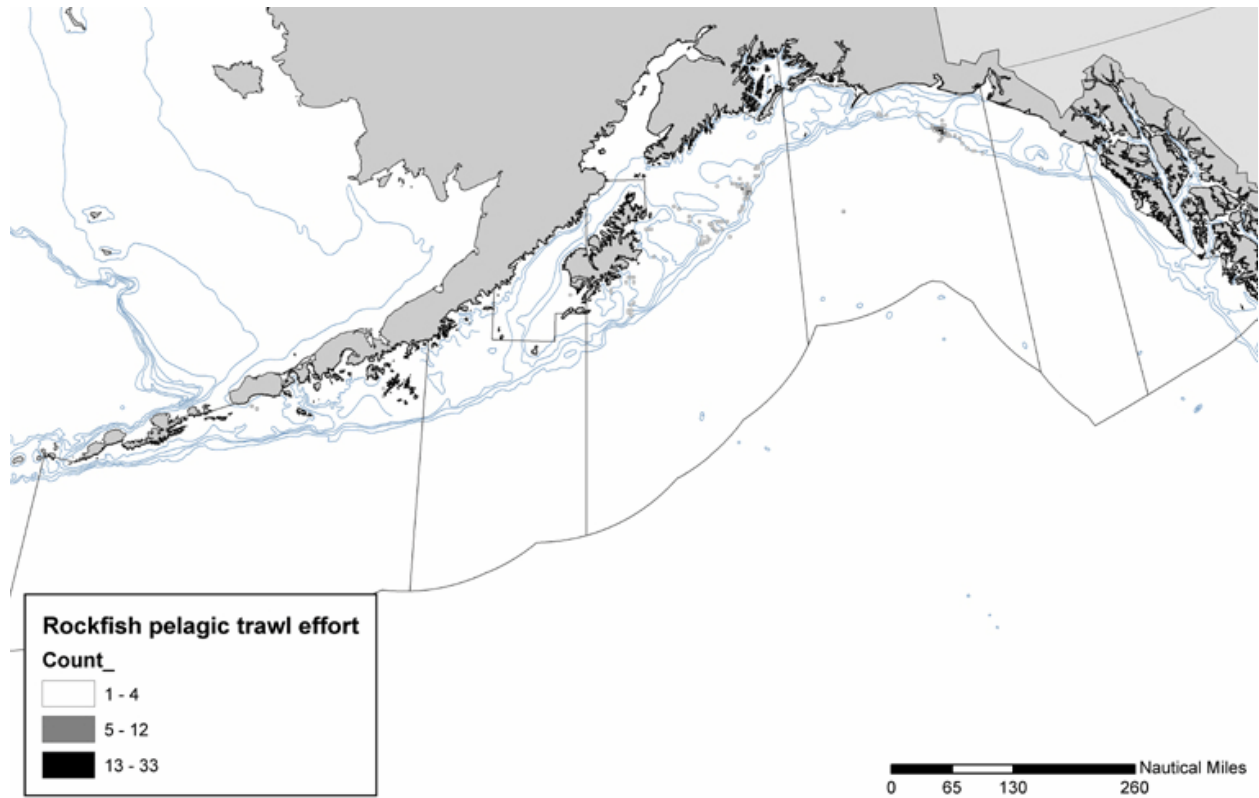 Rockfish pelagic trawl effort
Count_
1 - 4
5 - 12
13 - 33
Nautical Miles
0 65 130 260